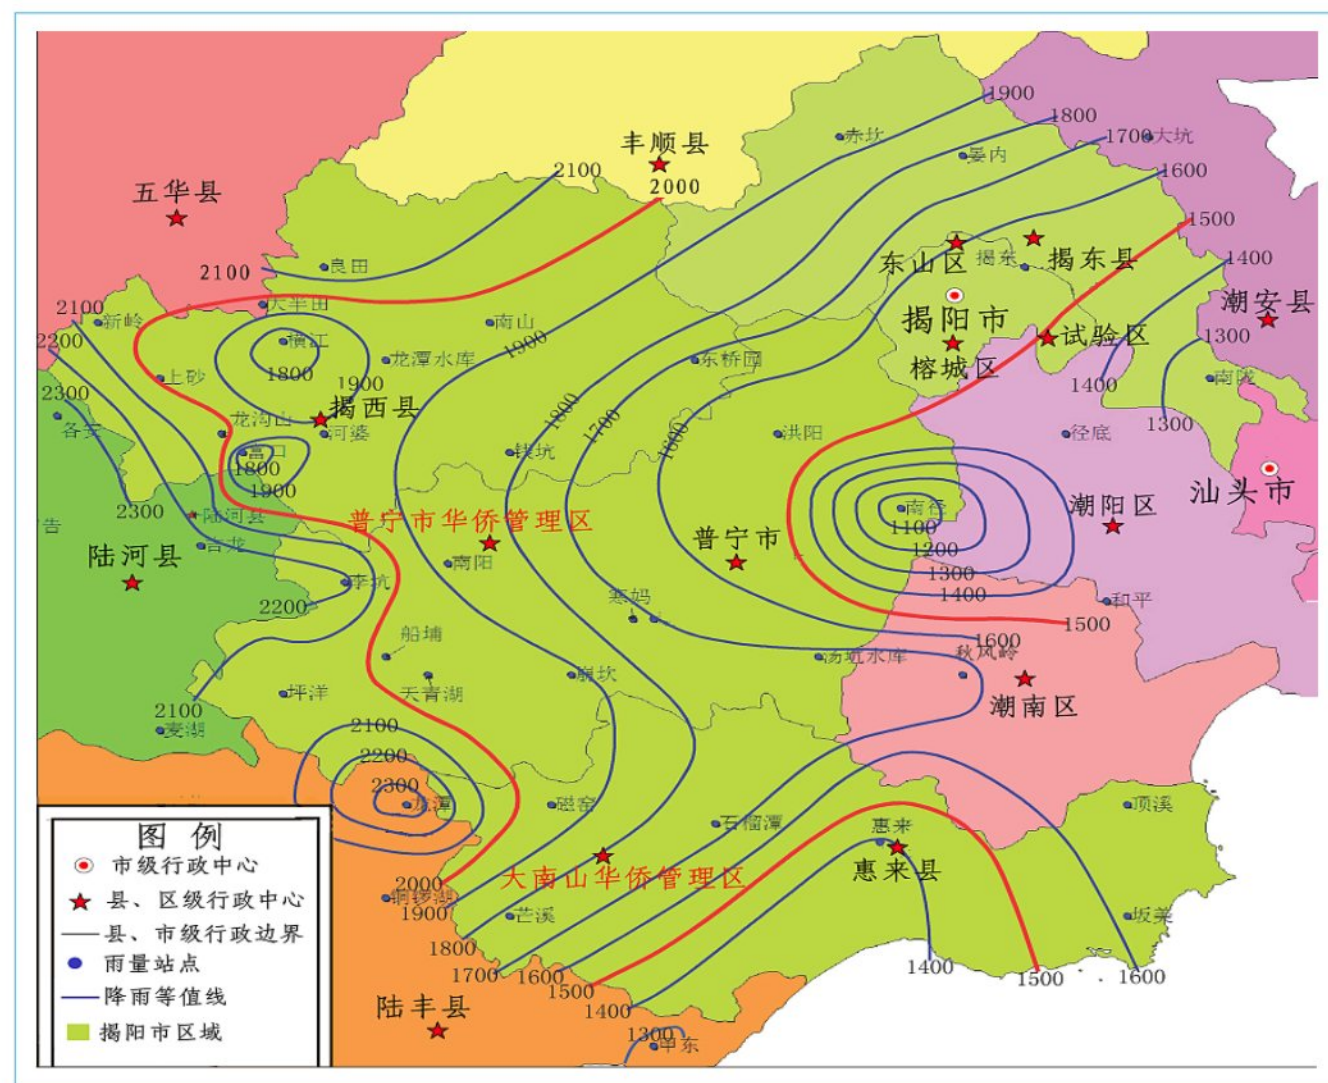 1900
1800
1700
大坑
赤坎
晏内
丰顺县
2100
2000
1600
五华县
1500
东山区
揭东
揭东县
1400
良田
2100
大半田
潮安县
2100
新岭
横江
南山
揭阳市
试验区
1300
2200
1900
龙潭水库
东桥园
榕城区
1800
1900
上砂
1400
南陇
2300
揭西县
1800
1700
1600
1300
各安
龙沟山
河婆
洪阳
径底
富口
钱坑
1800
1900
汕头市
2300
陆河县
普宁市华侨管理区
南谷
潮阳区
告
1100
陆河县
吉龙
南阳
普宁市
1200
李坑
1300
1400
2200
寒妈
和平
船埔
1500
1600
汤坑水库
秋风岭
坪洋
天青湖
崩坎
潮南区
2100
麦湖
2100
2200
2300
龙潭
磁窑
石榴潭
惠来
顶溪
惠来县
2000
大南山华侨管理区
铜锣湖
1900
芒溪
坂美
1800
1700
1600
1500
1400
1400
1500
1600
陆丰县
1300
甲东
图 例
市级行政中心
县、区级行政中心
县、市级行政边界
雨量站点
降雨等值线
揭阳市区域